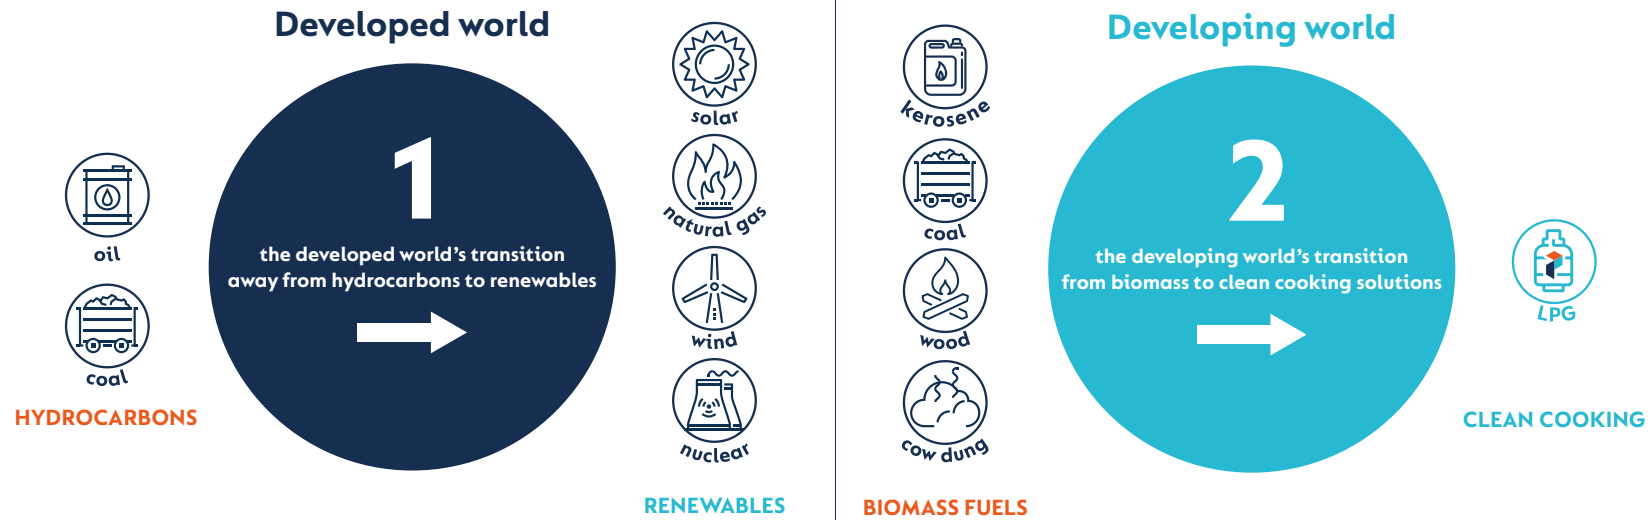 Developed world
oil
coal
HYDROCARBONS
1
the developed world's transition
away from hydrocarbons to renewables
solar
natural gas
wind
nuclear
RENEWABLES
Developing world
kerosene
coal
wood
cow dung
BIOMASS FUELS
2
the developing world's transition
from biomass to clean cooking solutions
LPG
CLEAN COOKING